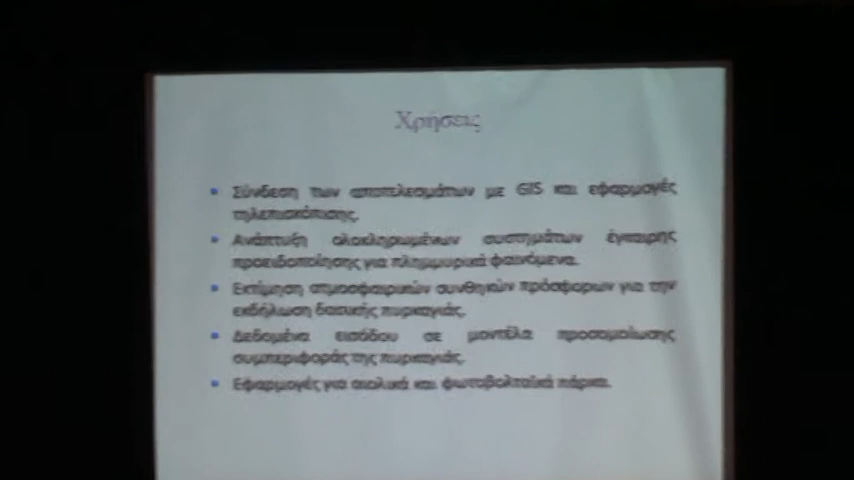 Χρήσεις
• Σύνδεση των αποτελεσμάτων με GIS και εφαρμογές
τηλεπισκόπισης.
• Ανάπτυξη ολοκληρωμένων συστημάτων έγκαιρης
προειδοποίησης για πλημμυρικά φαινόμενα.
• Εκτίμηση ατμοσφαιρικών συνθηκών πρόσφορων για την
εκδήλωση δασικής πυρκαγιάς.
• Δεδομένα εισόδου σε μοντέλα προσομοίωσης
συμπεριφοράς της πυρκαγιάς.
• Εφαρμογές για αιολικά και φωτοβολταϊκά πάρκα.